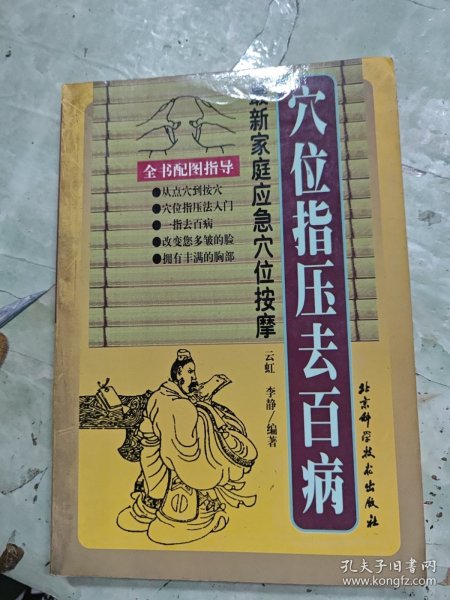 穴位指压去百病
最新家庭应急穴位按摩
全书配图指导
●从点穴到按穴
●穴位指压法入门
●一指去百病
●改变您多皱的脸
●拥有丰满的胸部
云虹 李静/编著
北京科学技术出版社
孔夫子旧书网
www.kongfz.com